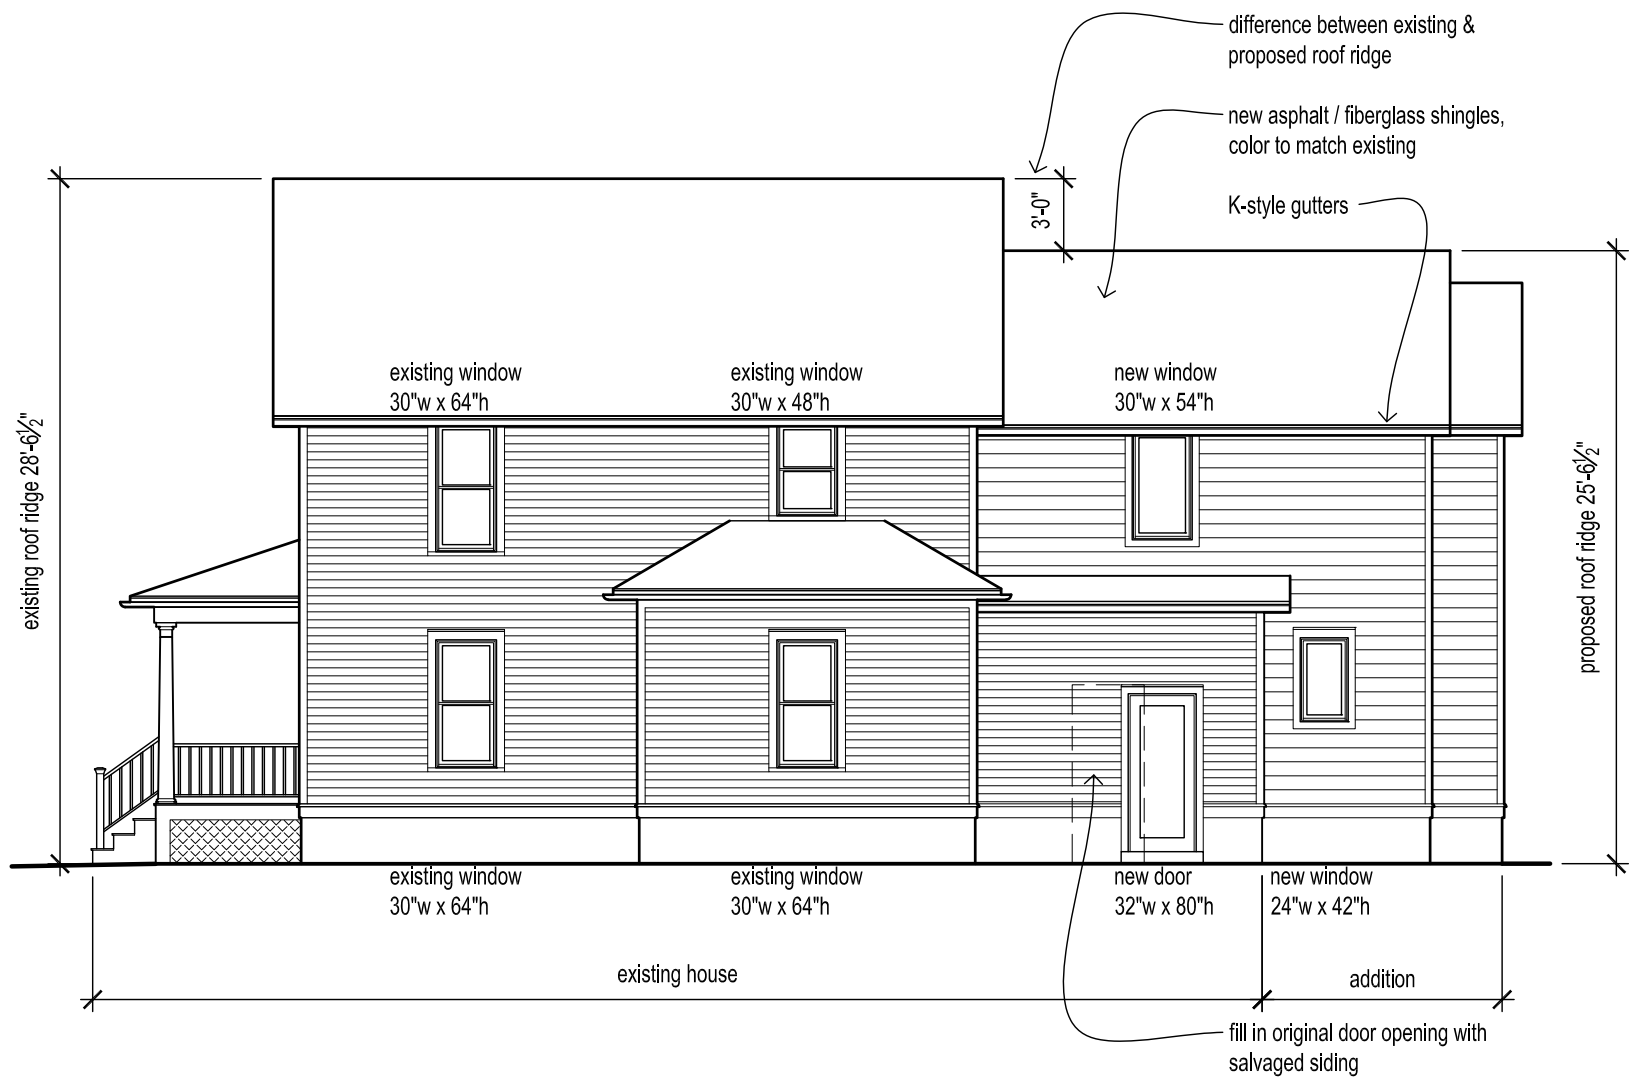 difference between existing &
proposed roof ridge
new asphalt / fiberglass shingles,
color to match existing
K-style gutters
3'-0"
existing roof ridge 28'-6½"
proposed roof ridge 25'-6½"
existing window
30"w x 64"h
existing window
30"w x 48"h
new window
30"w x 54"h
existing window
30"w x 64"h
existing window
30"w x 64"h
new door
32"w x 80"h
new window
24"w x 42"h
existing house
addition
fill in original door opening with
salvaged siding